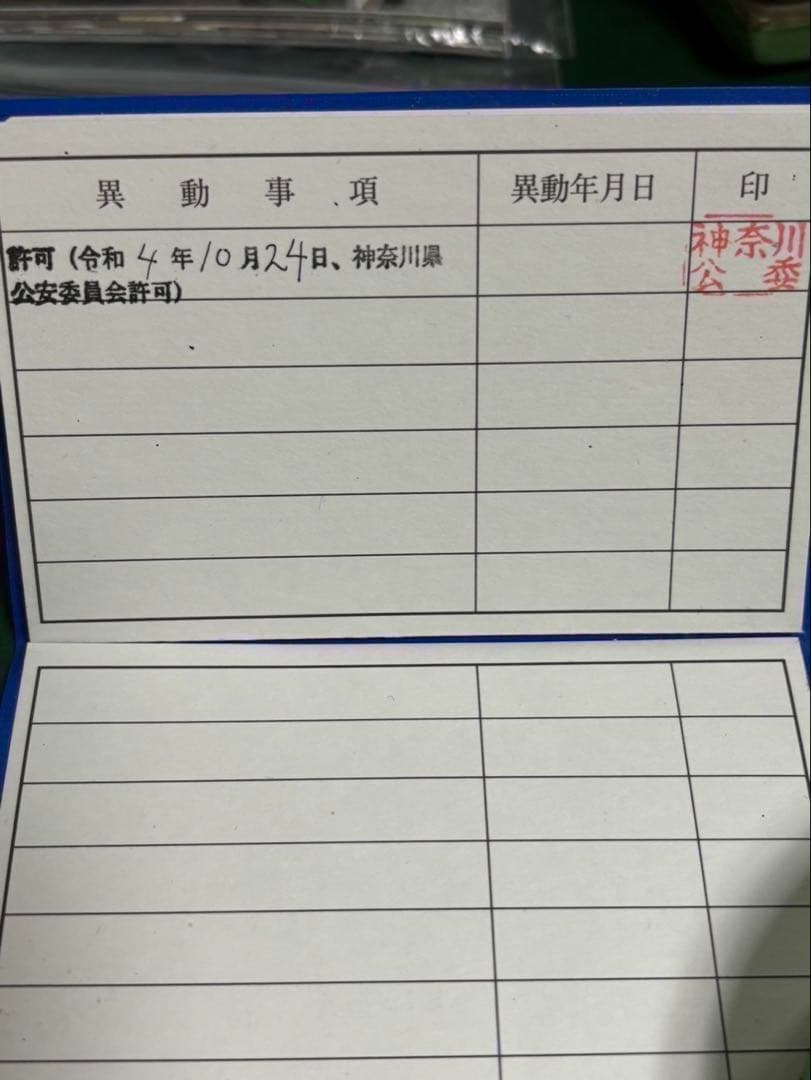 異動事項 異動年月日 印
許可（令和4年10月24日、神奈川県
公安委員会許可）
神奈川
公委